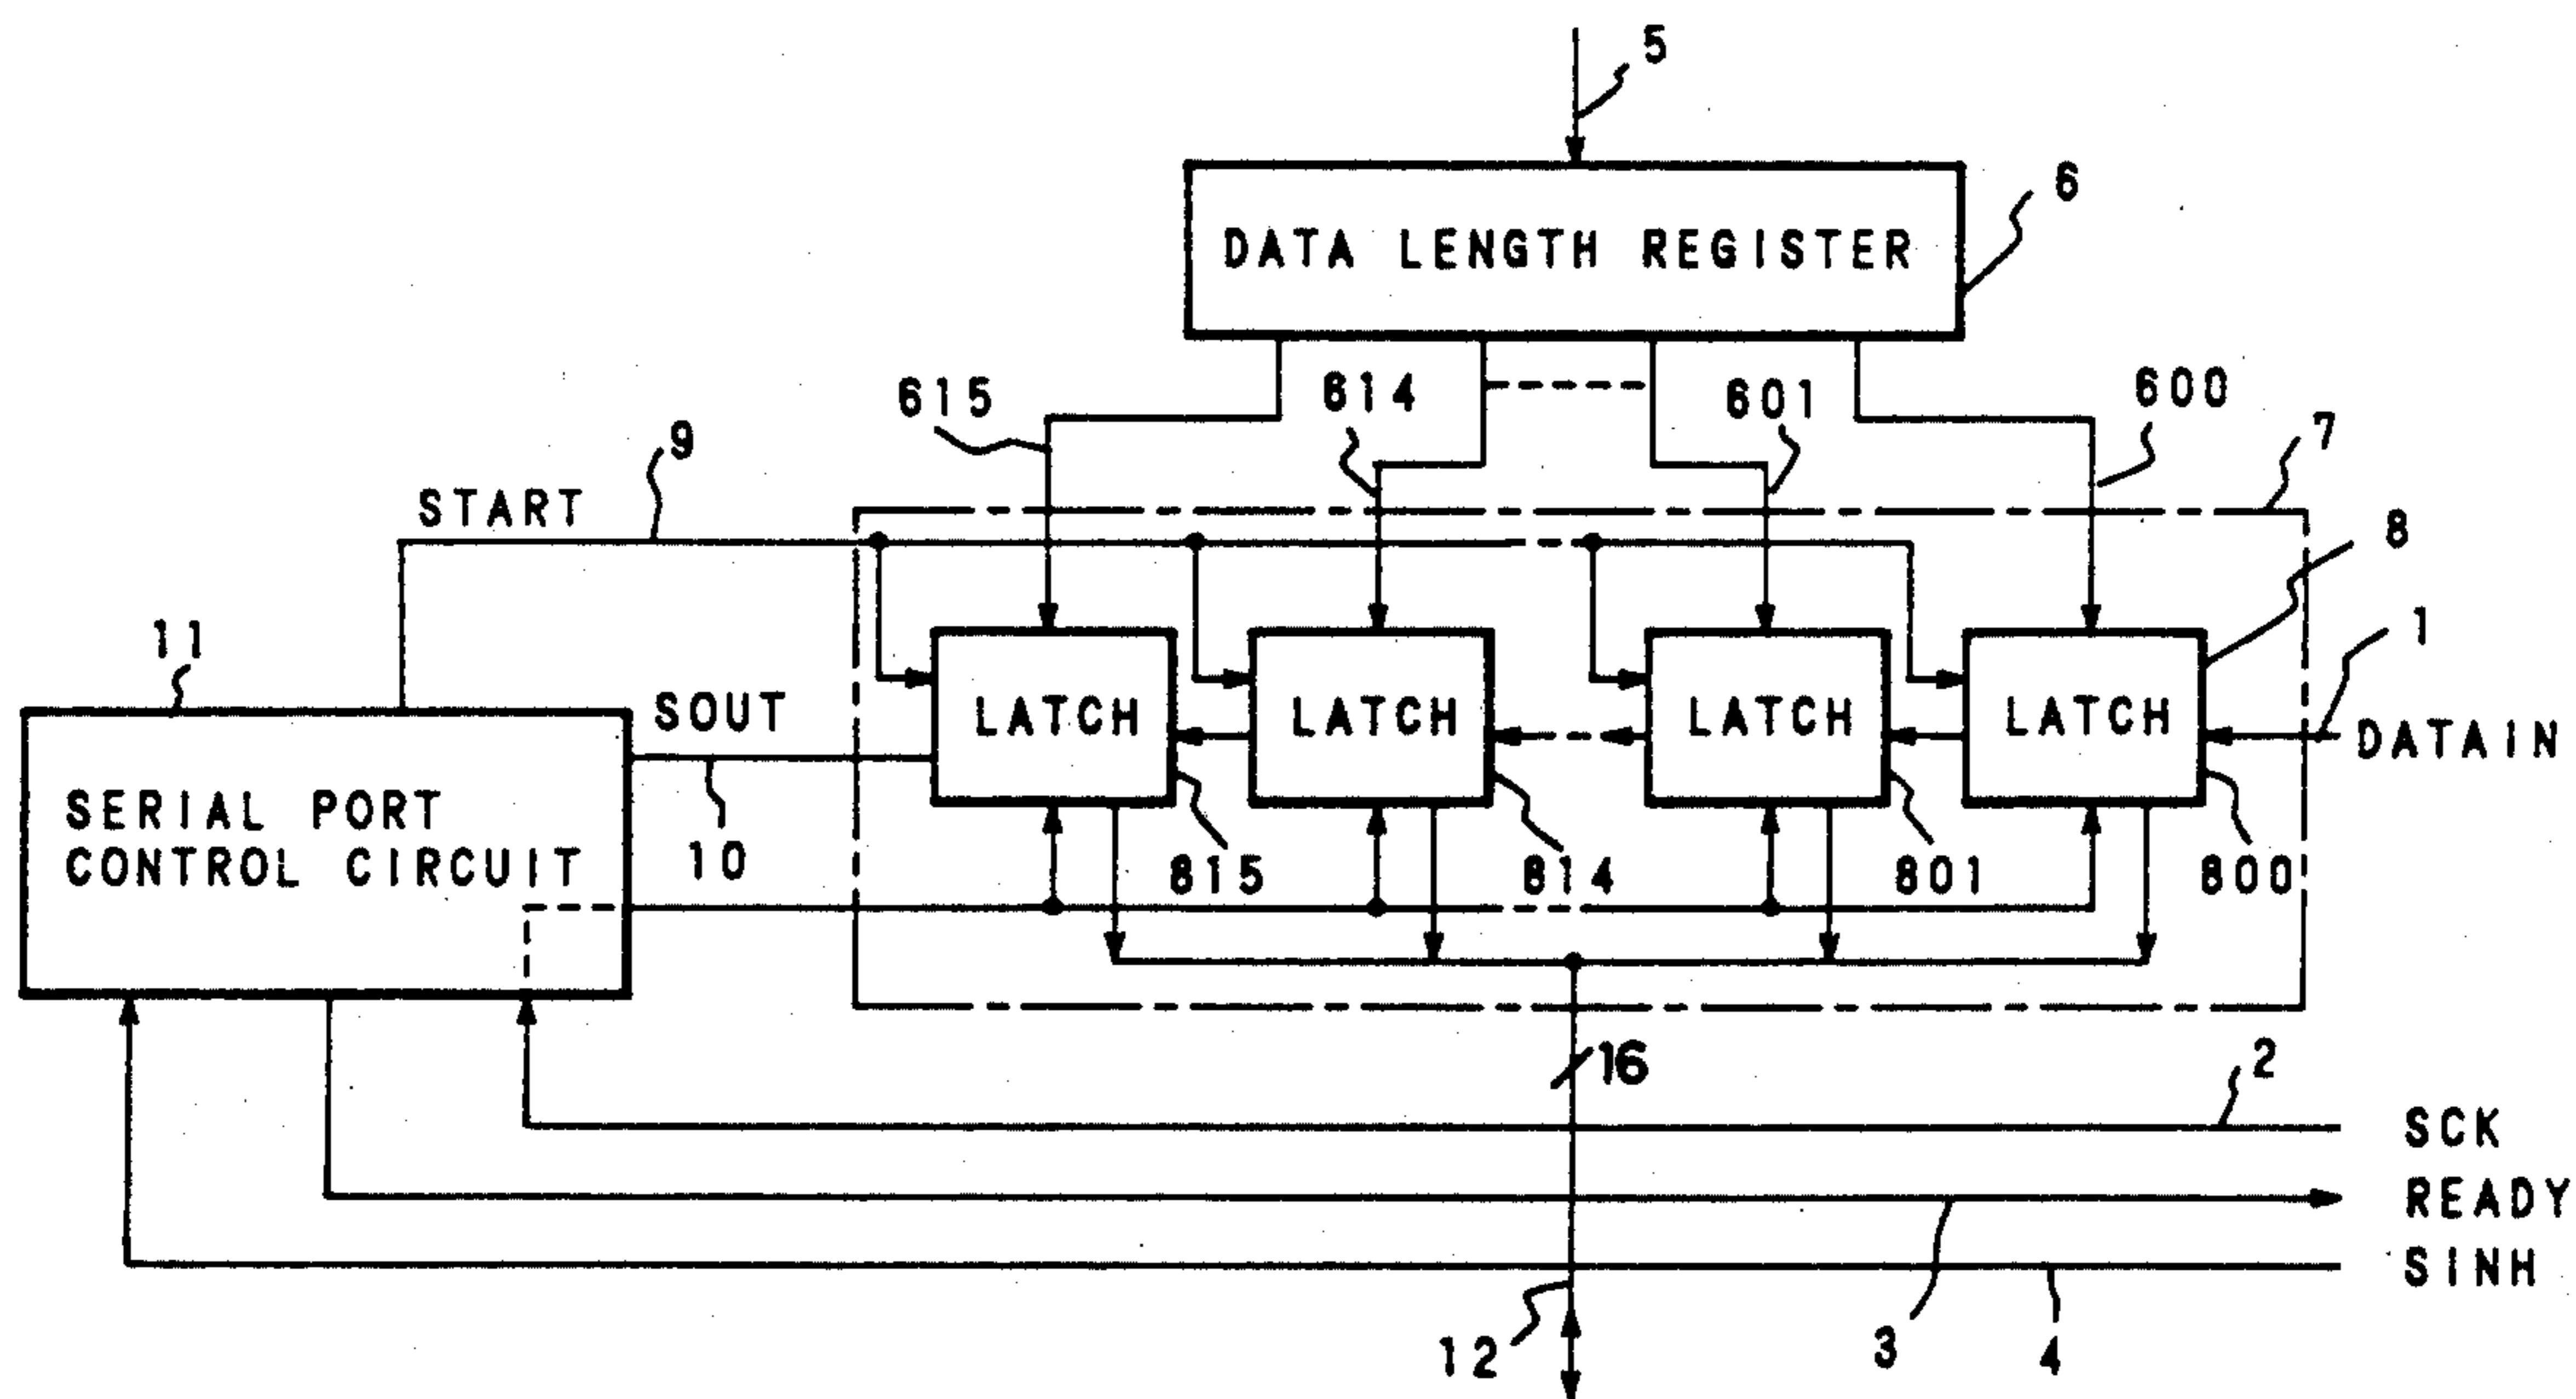 5
6
DATA LENGTH REGISTER
615
614
601
600
7
9
START
8
11
1
SOUT
LATCH
LATCH
LATCH
LATCH
DATAIN
SERIAL PORT
CONTROL CIRCUIT
10
815
814
801
800
16
2
SCK
READY
SINH
12
3
4